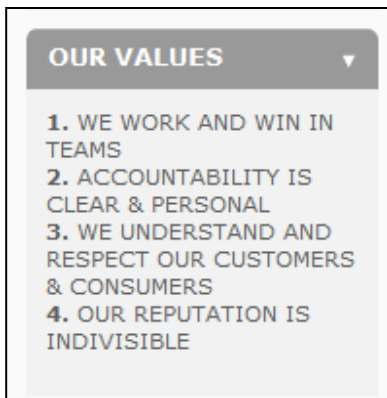 OUR VALUES ▼
1. WE WORK AND WIN IN
TEAMS
2. ACCOUNTABILITY IS
CLEAR & PERSONAL
3. WE UNDERSTAND AND
RESPECT OUR CUSTOMERS
& CONSUMERS
4. OUR REPUTATION IS
INDIVISIBLE